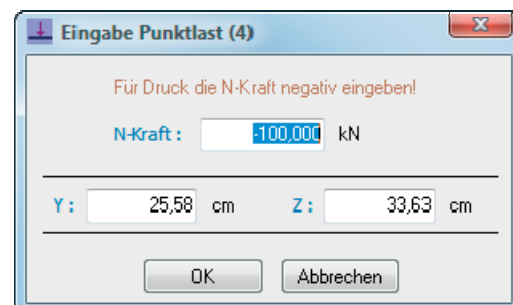 Eingabe Punktlast (4)
Für Druck die N-Kraft negativ eingeben!
N-Kraft : -100,000 kN
Y : 25,58 cm Z : 33,63 cm
OK Abbrechen